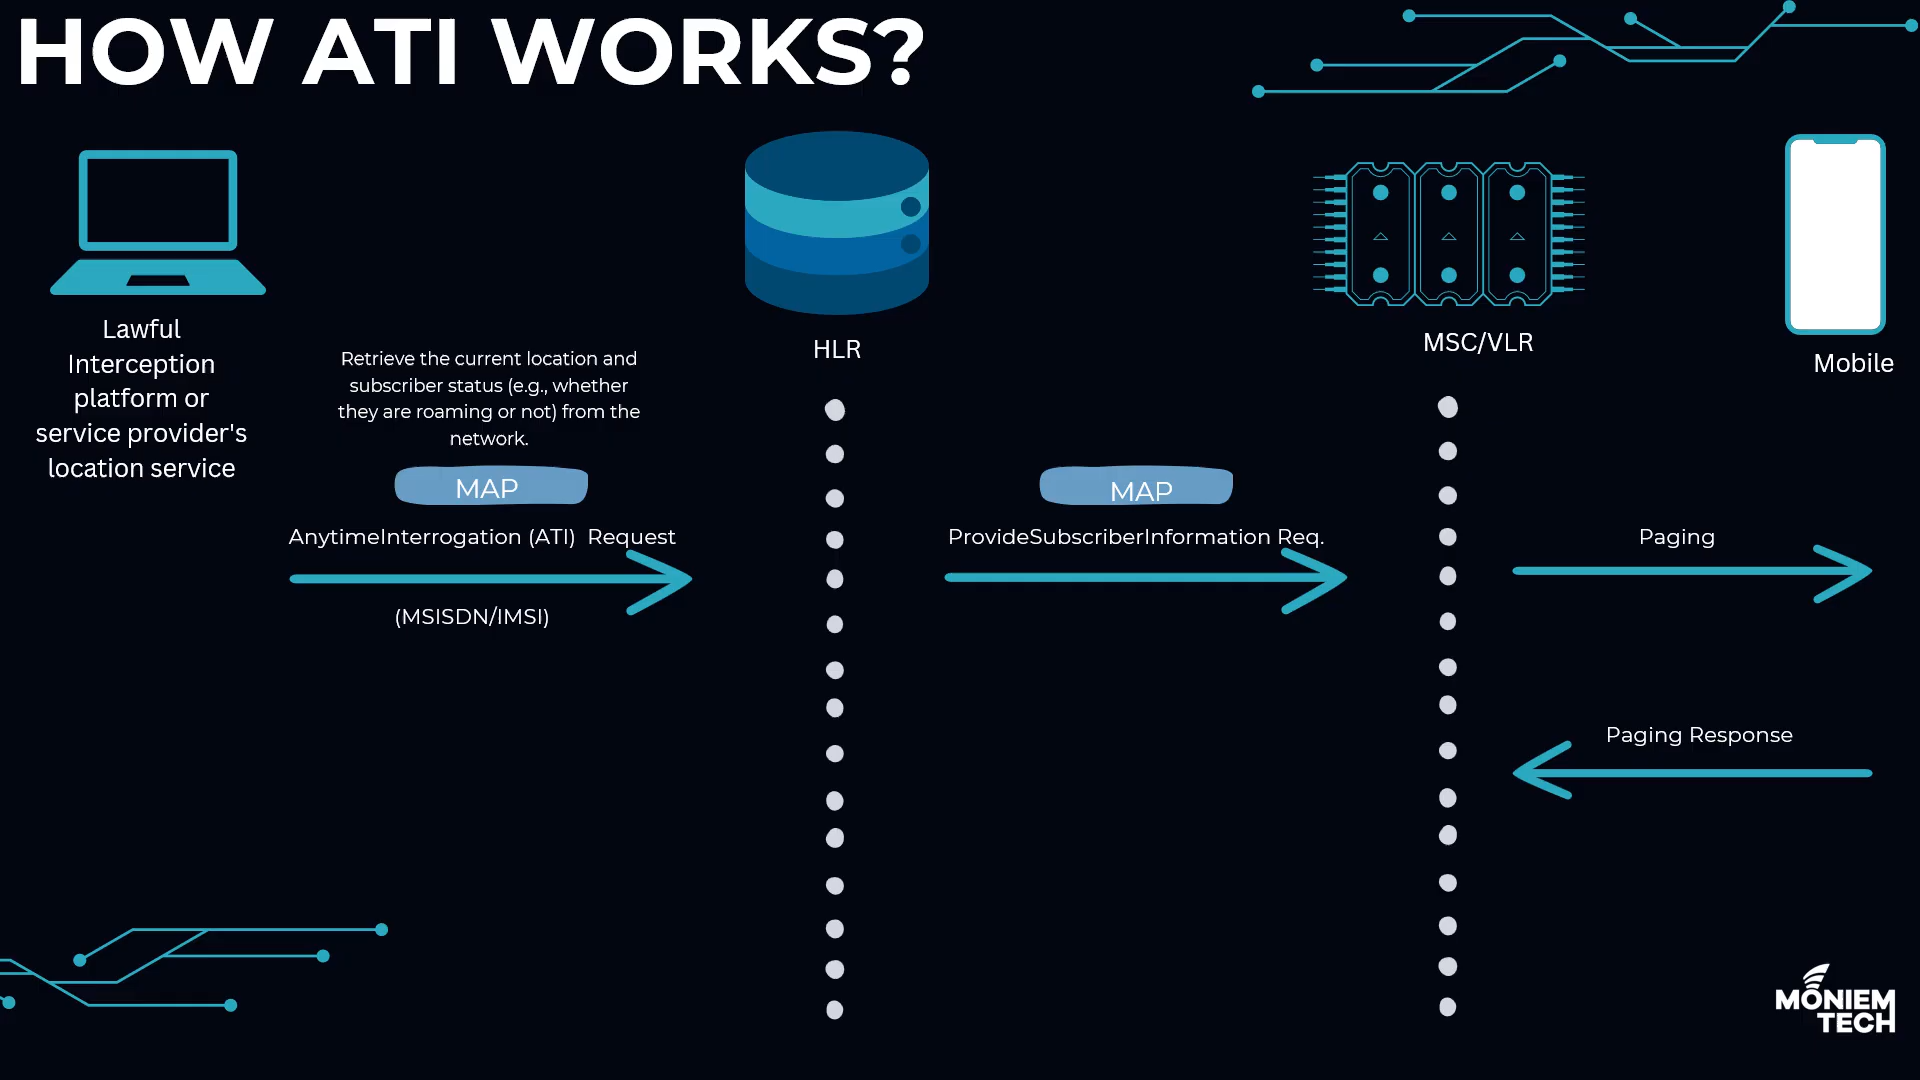 HOW ATI WORKS?
Lawful
Interception
platform or
service provider's
location service
Retrieve the current location and
subscriber status (e.g., whether
they are roaming or not) from the
network.
MAP
AnytimeInterrogation (ATI) Request
(MSISDN/IMSI)
HLR
MAP
ProvideSubscriberInformation Req.
MSC/VLR
Mobile
Paging
Paging Response
MONIEM
TECH